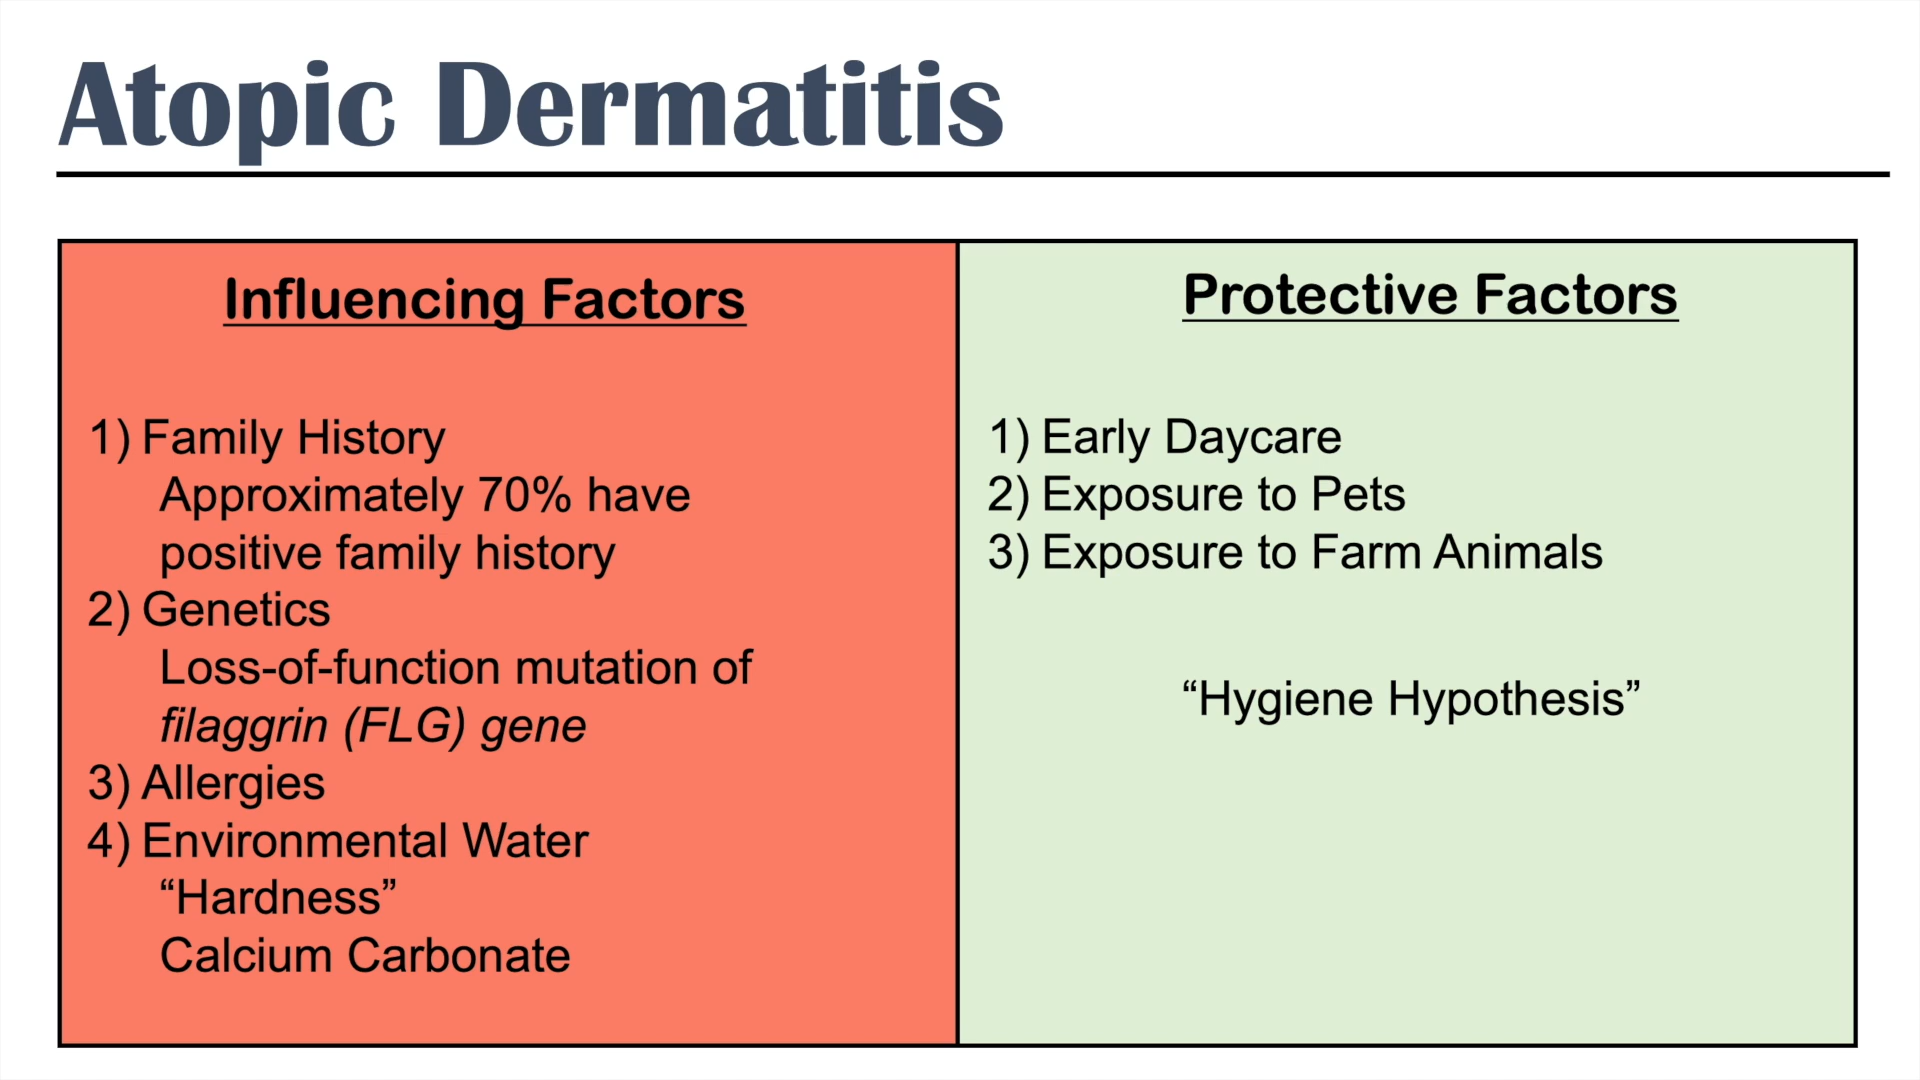 Atopic Dermatitis
Influencing Factors
1) Family History
Approximately 70% have
positive family history
2) Genetics
Loss-of-function mutation of
filaggrin (FLG) gene
3) Allergies
4) Environmental Water
“Hardness”
Calcium Carbonate
Protective Factors
1) Early Daycare
2) Exposure to Pets
3) Exposure to Farm Animals
“Hygiene Hypothesis”